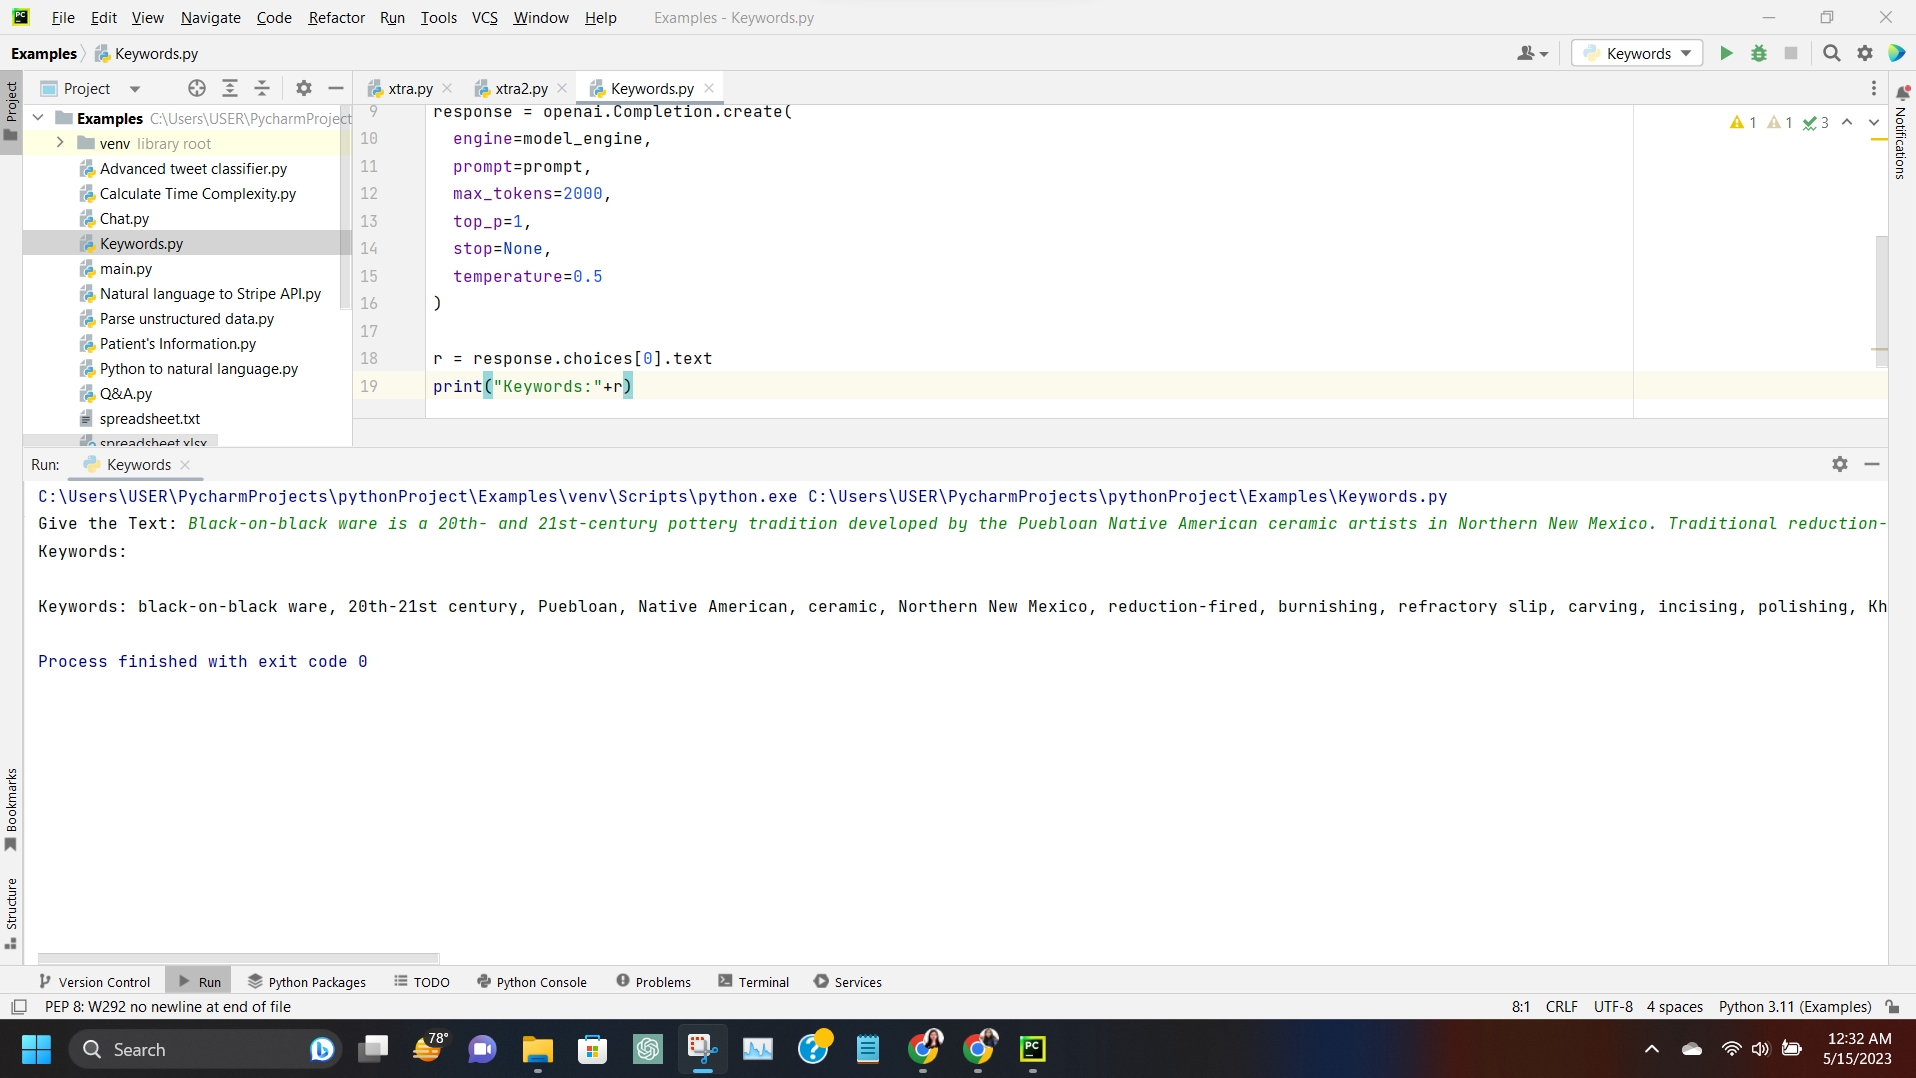 File Edit View Navigate Code Refactor Run Tools VCS Window Help Examples - Keywords.py
Examples Keywords.py Keywords
Project xtra.py xtra2.py Keywords.py
Project
Examples C:\Users\USER\PycharmProject
venv library root
Advanced tweet classifier.py
Calculate Time Complexity.py
Chat.py
Keywords.py
main.py
Natural language to Stripe API.py
Parse unstructured data.py
Patient's Information.py
Python to natural language.py
Q&A.py
spreadsheet.txt
spreadsheet.xlsx
9 response = openai.Completion.create(
10 engine=model_engine,
11 prompt=prompt,
12 max_tokens=2000,
13 top_p=1,
14 stop=None,
15 temperature=0.5
16 )
17
18 r = response.choices[0].text
19 print("Keywords:"+r)
1 1 3
Notifications
Run: Keywords
C:\Users\USER\PycharmProjects\pythonProject\Examples\venv\Scripts\python.exe C:\Users\USER\PycharmProjects\pythonProject\Examples\Keywords.py
Give the Text: Black-on-black ware is a 20th- and 21st-century pottery tradition developed by the Puebloan Native American ceramic artists in Northern New Mexico. Traditional reduction-
Keywords:
Keywords: black-on-black ware, 20th-21st century, Puebloan, Native American, ceramic, Northern New Mexico, reduction-fired, burnishing, refractory slip, carving, incising, polishing, Kh
Process finished with exit code 0
Bookmarks
Structure
Version Control Run Python Packages TODO Python Console Problems Terminal Services
PEP 8: W292 no newline at end of file 8:1 CRLF UTF-8 4 spaces Python 3.11 (Examples)
Search 78° 12:32 AM
5/15/2023